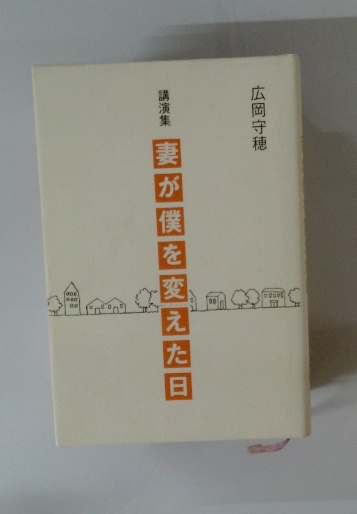 広岡守穂
講演集
妻が僕を変えた日